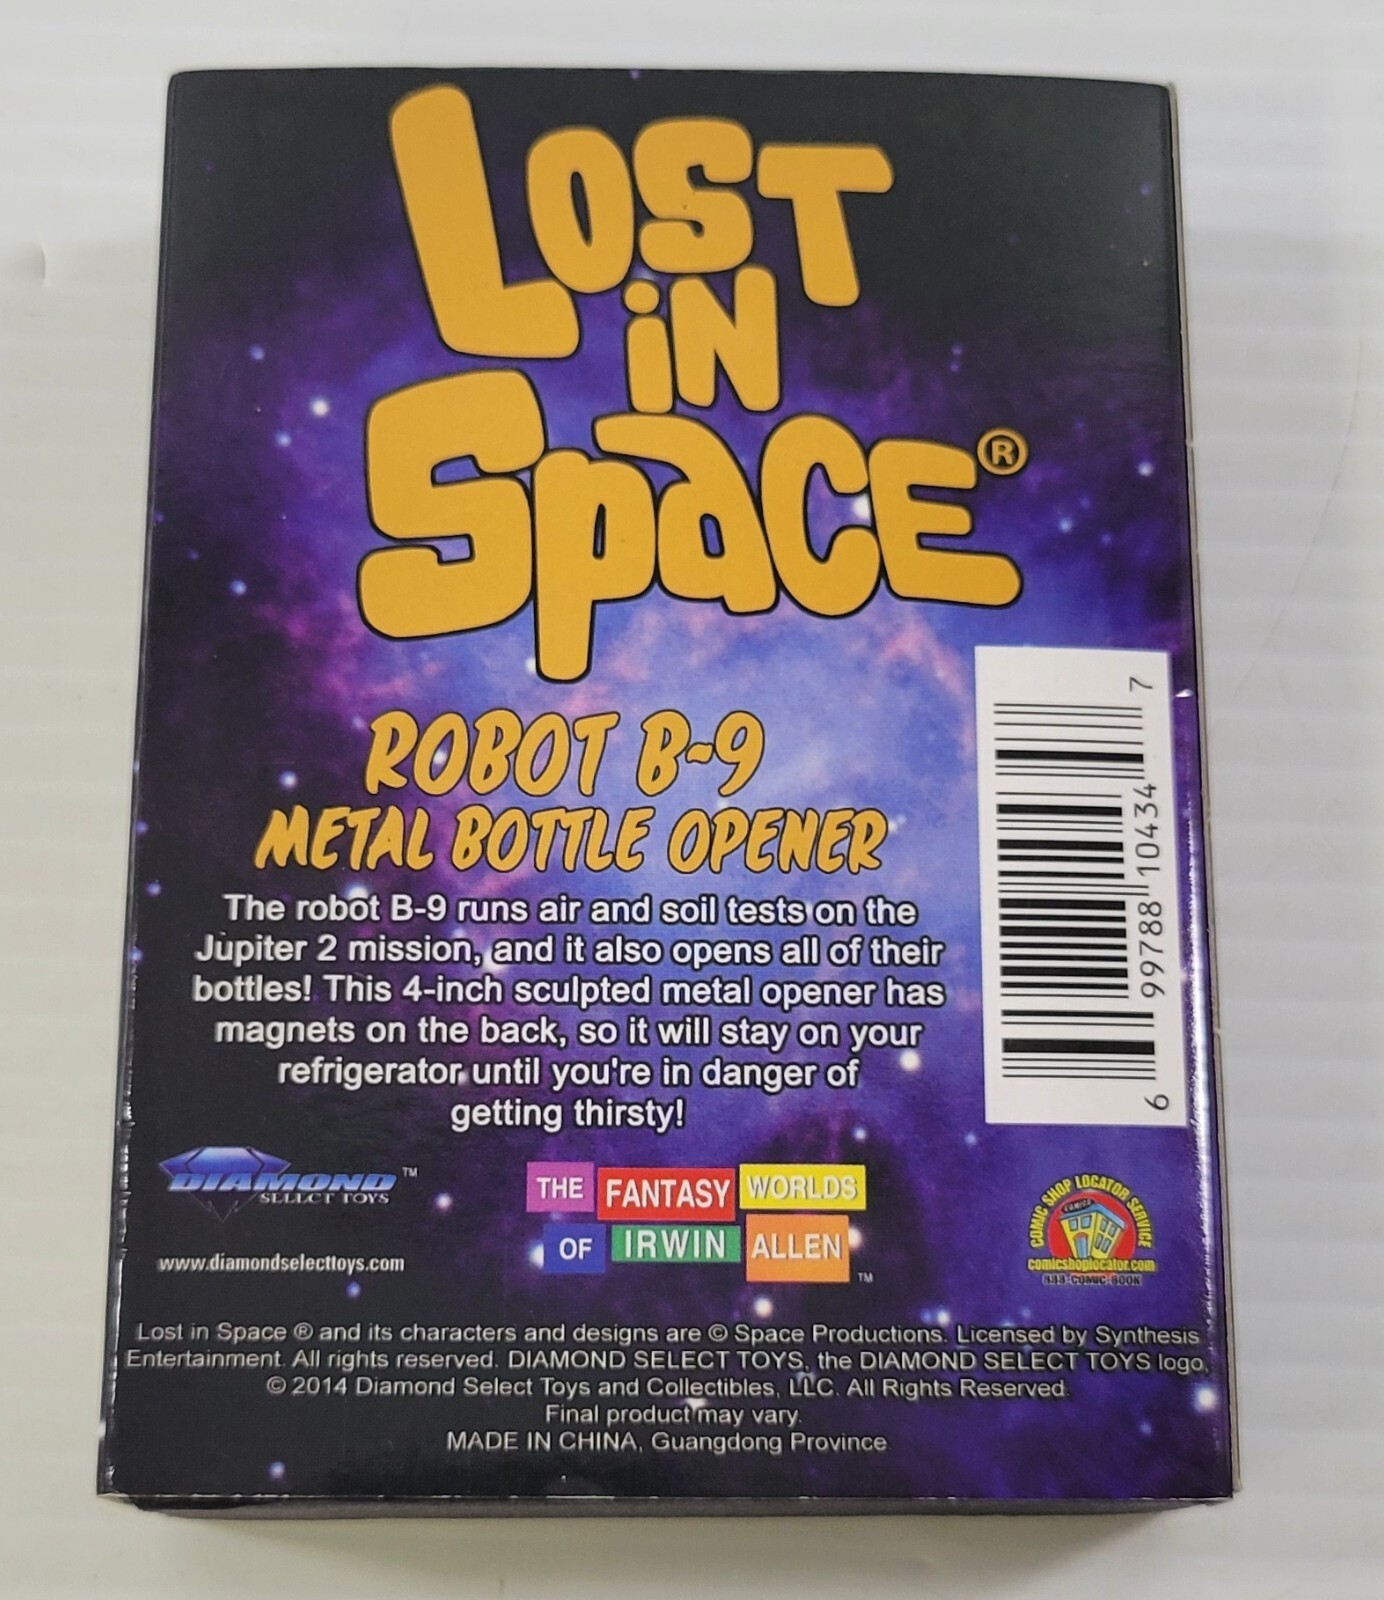 LOST
iN
SpaCE®
ROBOT B-9
METAL BOTTLE OPENER
The robot B-9 runs air and soil tests on the
Jupiter 2 mission, and it also opens all of their
bottles! This 4-inch sculpted metal opener has
magnets on the back, so it will stay on your
refrigerator until you're in danger of
getting thirsty!
6 99788 10434 7
DIAMOND™
SELECT TOYS
www.diamondselecttoys.com
THE FANTASY WORLDS
OF IRWIN ALLEN™
COMIC SHOP LOCATOR SERVICE
COMICS
comicshoplocator.com
888-COMIC-BOOK
Lost in Space ® and its characters and designs are © Space Productions. Licensed by Synthesis
Entertainment. All rights reserved. DIAMOND SELECT TOYS, the DIAMOND SELECT TOYS logo,
© 2014 Diamond Select Toys and Collectibles, LLC. All Rights Reserved.
Final product may vary.
MADE IN CHINA, Guangdong Province